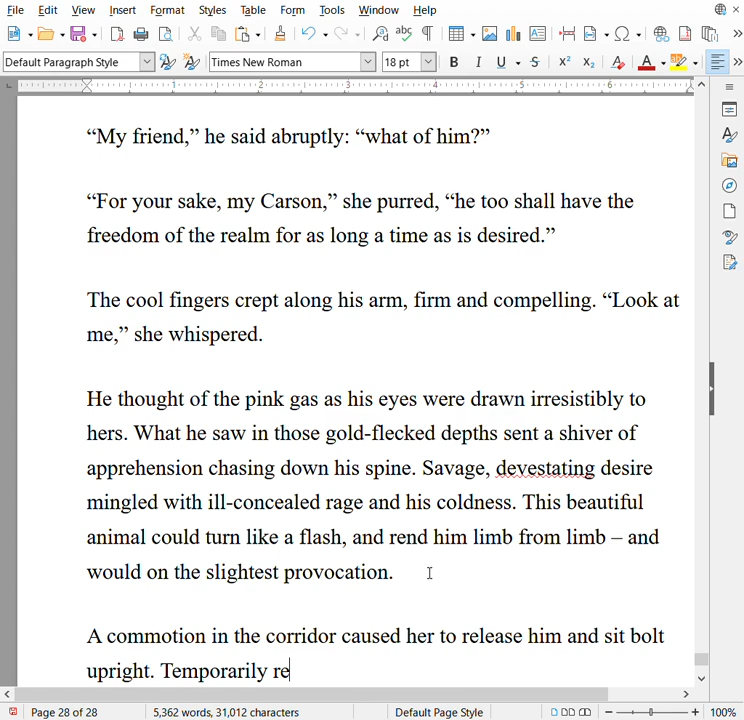 File Edit View Insert Format Styles Table Form Tools Window Help
Default Paragraph Style Times New Roman 18 pt B I U S X² X₂ A
1 2 3 4 5 6
“My friend,” he said abruptly: “what of him?”
“For your sake, my Carson,” she purred, “he too shall have the
freedom of the realm for as long a time as is desired.”
The cool fingers crept along his arm, firm and compelling. “Look at
me,” she whispered.
He thought of the pink gas as his eyes were drawn irresistibly to
hers. What he saw in those gold-flecked depths sent a shiver of
apprehension chasing down his spine. Savage, devestating desire
mingled with ill-concealed rage and his coldness. This beautiful
animal could turn like a flash, and rend him limb from limb – and
would on the slightest provocation.
A commotion in the corridor caused her to release him and sit bolt
upright. Temporarily re
Page 28 of 28 5,362 words, 31,012 characters Default Page Style 100%